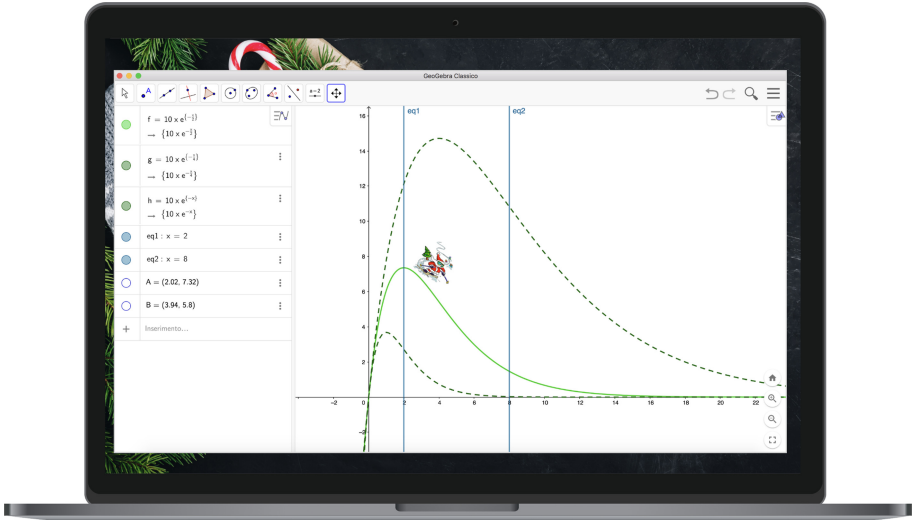 GeoGebra Classico
A
a=2
f = 10 x e^{(-x/2)}
→ {10 x e^{-x/2}}
g = 10 x e^{(-x/4)}
→ {10 x e^{-x/4}}
h = 10 x e^{(-x)}
→ {10 x e^{-x}}
eq1 : x = 2
eq2 : x = 8
A = (2.02, 7.32)
B = (3.94, 5.8)
Inserimento...
eq1
eq2
16
14
12
10
8
6
4
2
-2
-2 0 2 4 6 8 10 12 14 16 18 20 22